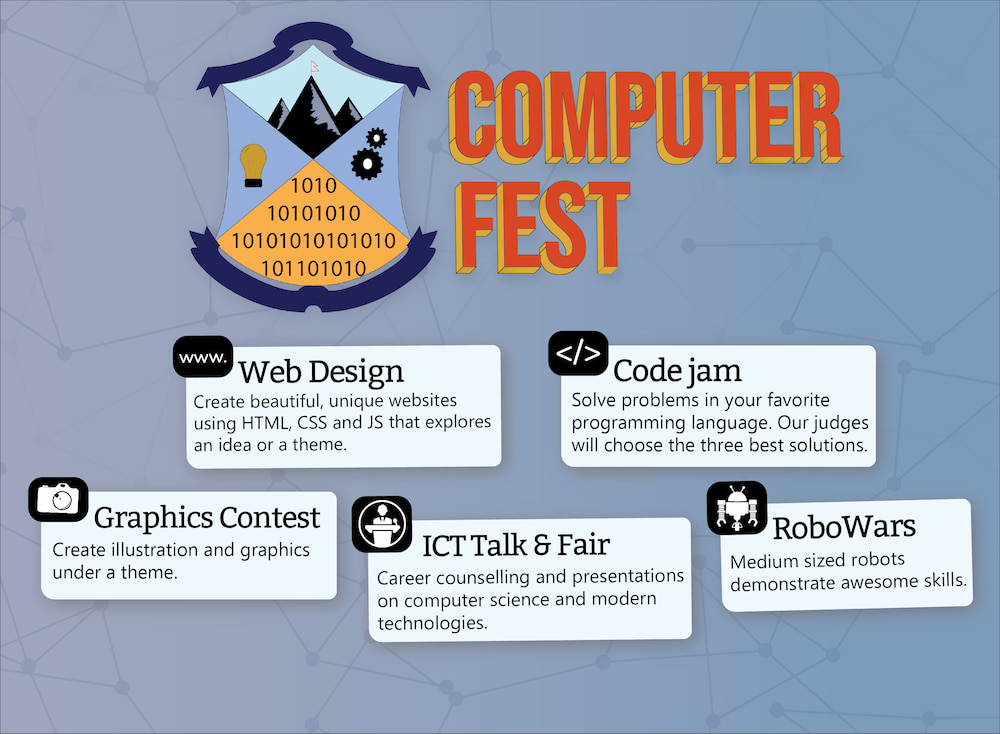 COMPUTER
FEST
1010
10101010
10101010101010
101101010
www.
Web Design
Create beautiful, unique websites
using HTML, CSS and JS that explores
an idea or a theme.
</>
Code jam
Solve problems in your favorite
programming language. Our judges
will choose the three best solutions.
Graphics Contest
Create illustration and graphics
under a theme.
ICT Talk & Fair
Career counselling and presentations
on computer science and modern
technologies.
RoboWars
Medium sized robots
demonstrate awesome skills.